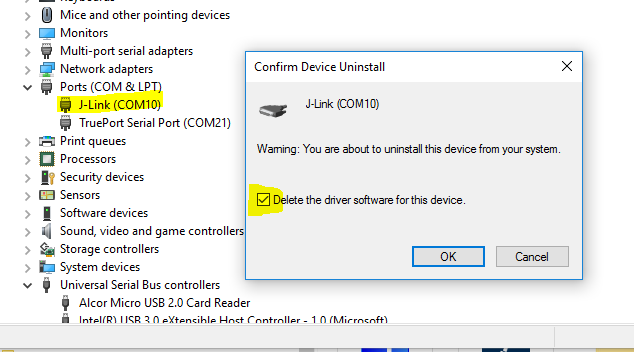 Mice and other pointing devices
Monitors
Multi-port serial adapters
Network adapters
Ports (COM & LPT)
J-Link (COM10)
TruePort Serial Port (COM21)
Print queues
Processors
Security devices
Sensors
Software devices
Sound, video and game controllers
Storage controllers
System devices
Universal Serial Bus controllers
Alcor Micro USB 2.0 Card Reader
Intel(R) USB 3.0 eXtensible Host Controller - 1.0 (Microsoft)
Confirm Device Uninstall
J-Link (COM10)
Warning: You are about to uninstall this device from your system.
Delete the driver software for this device.
OK
Cancel